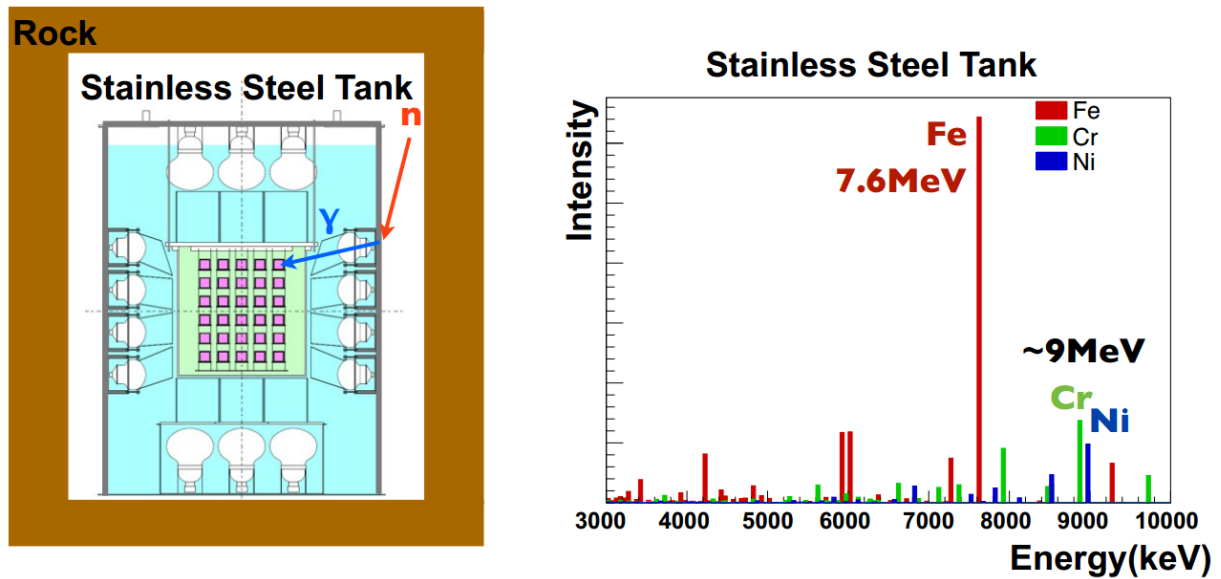 Rock
Stainless Steel Tank
n
γ
Stainless Steel Tank
Intensity
Fe
Cr
Ni
Fe
7.6MeV
~9MeV
Cr
Ni
3000 4000 5000 6000 7000 8000 9000 10000
Energy(keV)